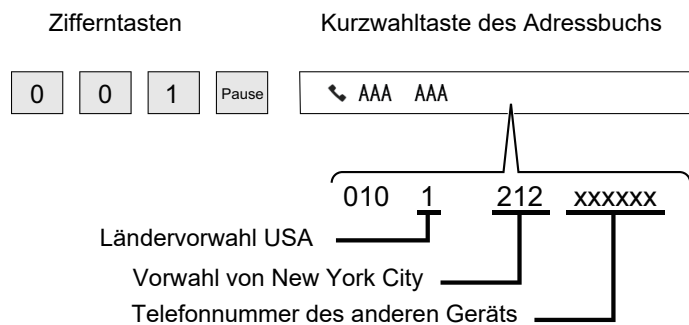 Zifferntasten Kurzwahltaste des Adressbuchs
0 0 1 Pause AAA AAA
010 1 212 xxxxxx
Ländervorwahl USA
Vorwahl von New York City
Telefonnummer des anderen Geräts